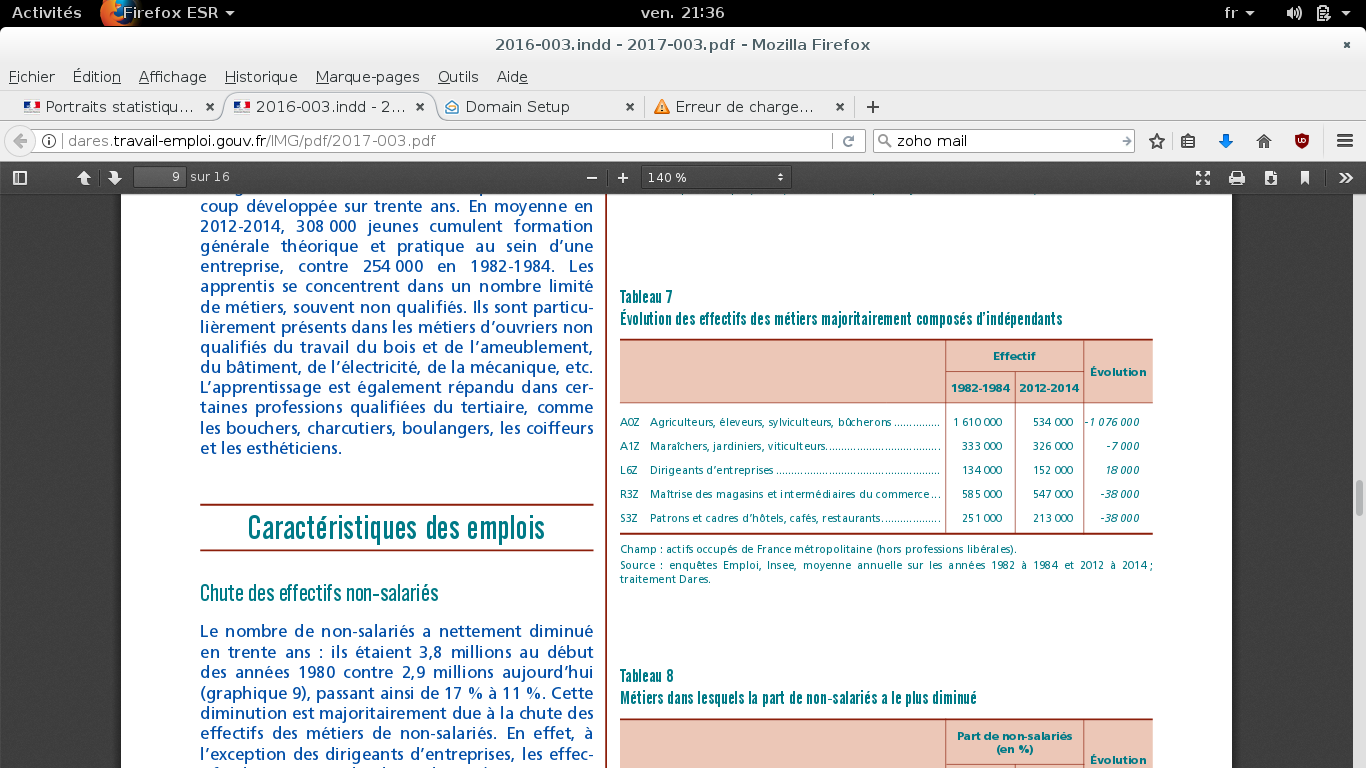 Activités Firefox ESR ven. 21:36 fr
2016-003.indd - 2017-003.pdf - Mozilla Firefox
Fichier Édition Affichage Historique Marque-pages Outils Aide
Portraits statistiqu... 2016-003.indd - 2... Domain Setup Erreur de charge...
dares.travail-emploi.gouv.fr/IMG/pdf/2017-003.pdf zoho mail
9 sur 16 140 %
coup développée sur trente ans. En moyenne en
2012-2014, 308 000 jeunes cumulent formation
générale théorique et pratique au sein d'une
entreprise, contre 254 000 en 1982-1984. Les
apprentis se concentrent dans un nombre limité
de métiers, souvent non qualifiés. Ils sont particu-
lièrement présents dans les métiers d'ouvriers non
qualifiés du travail du bois et de l'ameublement,
du bâtiment, de l'électricité, de la mécanique, etc.
L'apprentissage est également répandu dans cer-
taines professions qualifiées du tertiaire, comme
les bouchers, charcutiers, boulangers, les coiffeurs
et les esthéticiens.
Caractéristiques des emplois
Chute des effectifs non-salariés
Le nombre de non-salariés a nettement diminué
en trente ans : ils étaient 3,8 millions au début
des années 1980 contre 2,9 millions aujourd'hui
(graphique 9), passant ainsi de 17 % à 11 %. Cette
diminution est majoritairement due à la chute des
effectifs des métiers de non-salariés. En effet, à
l'exception des dirigeants d'entreprises, les effec-
Tableau 7
Évolution des effectifs des métiers majoritairement composés d'indépendants
Effectif
Évolution
1982-1984 2012-2014
A0Z Agriculteurs, éleveurs, sylviculteurs, bûcherons ............... 1 610 000 534 000 -1 076 000
A1Z Maraîchers, jardiniers, viticulteurs..................................... 333 000 326 000 -7 000
L6Z Dirigeants d'entreprises ..................................................... 134 000 152 000 18 000
R3Z Maîtrise des magasins et intermédiaires du commerce ... 585 000 547 000 -38 000
S3Z Patrons et cadres d'hôtels, cafés, restaurants................... 251 000 213 000 -38 000
Champ : actifs occupés de France métropolitaine (hors professions libérales).
Source : enquêtes Emploi, Insee, moyenne annuelle sur les années 1982 à 1984 et 2012 à 2014 ;
traitement Dares.
Tableau 8
Métiers dans lesquels la part de non-salariés a le plus diminué
Part de non-salariés
(en %)
Évolution